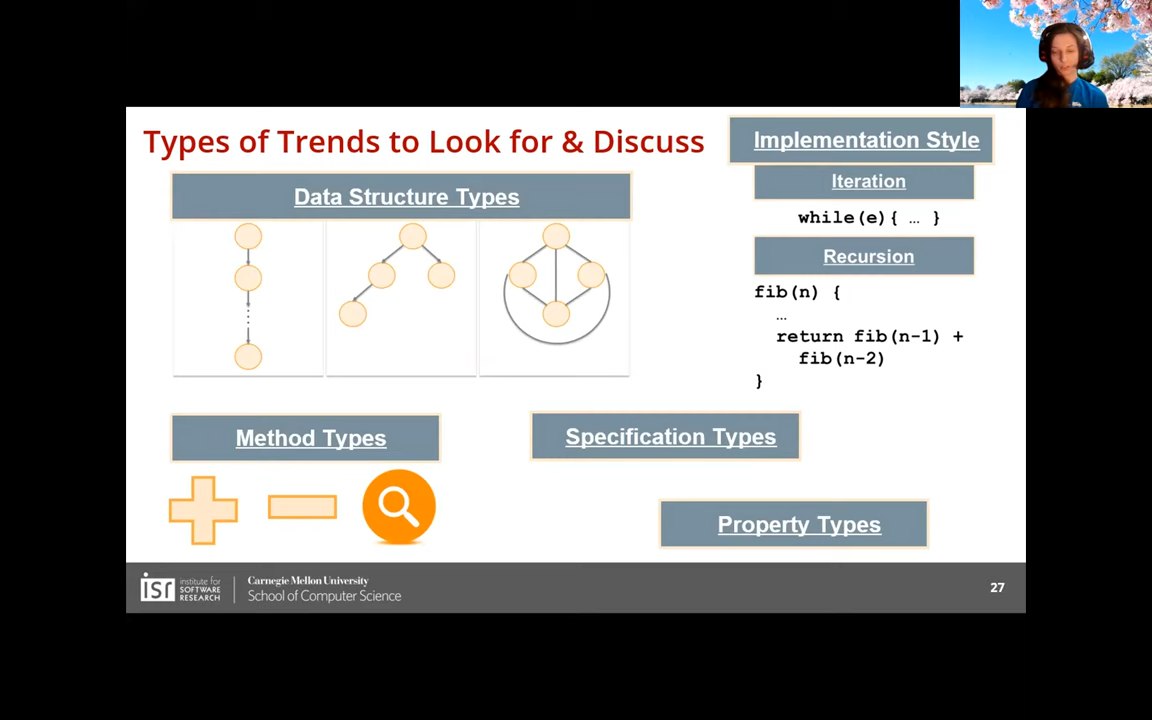 Types of Trends to Look for & Discuss
Data Structure Types
Implementation Style
Iteration
while(e){ … }
Recursion
fib(n) {
…
return fib(n-1) +
fib(n-2)
}
Method Types
Specification Types
Property Types
isr institute for SOFTWARE RESEARCH
Carnegie Mellon University
School of Computer Science
27